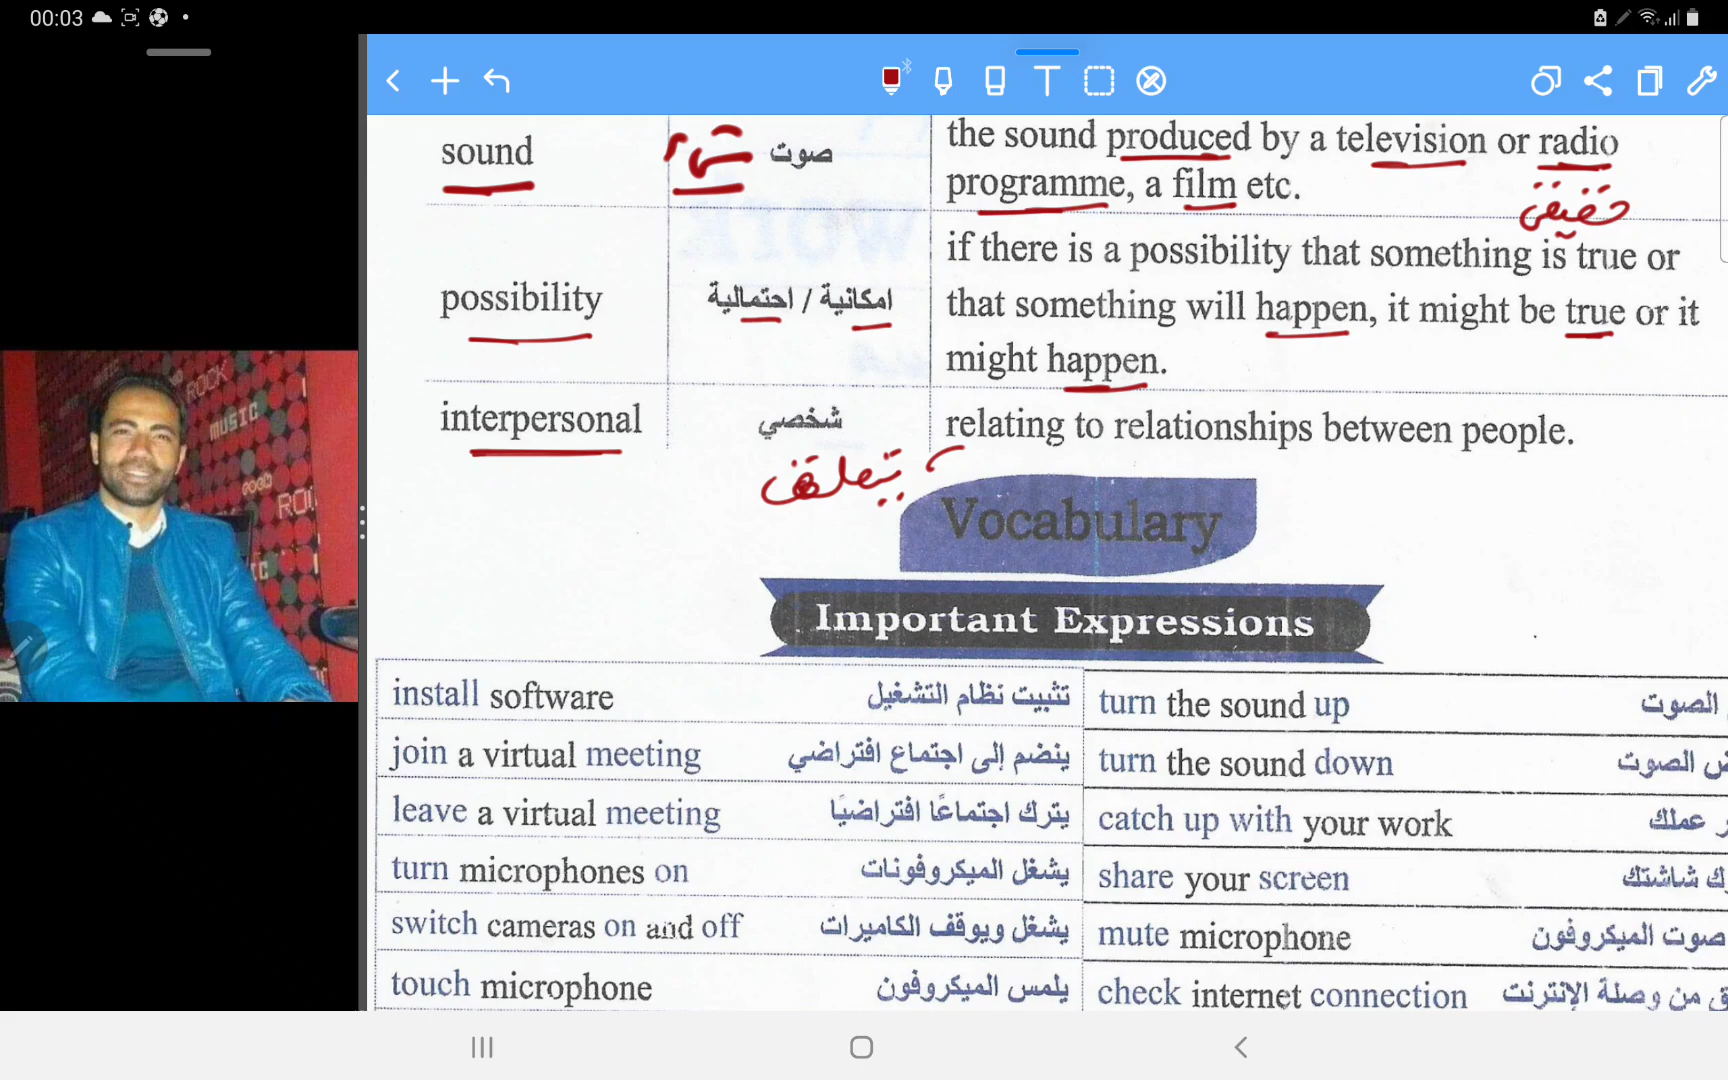 00:03
sound صوت the sound produced by a television or radio
programme, a film etc.
حقيقي
possibility امكانية / احتمالية if there is a possibility that something is true or
that something will happen, it might be true or it
might happen.
interpersonal شخصي relating to relationships between people.
Vocabulary
Important Expressions
install software تثبيت نظام التشغيل turn the sound up الصوت
join a virtual meeting ينضم إلى اجتماع افتراضي turn the sound down الصوت
leave a virtual meeting يترك اجتماعًا افتراضيًا catch up with your work عملك
turn microphones on يشغل الميكروفونات share your screen شاشتك
switch cameras on and off يشغل ويوقف الكاميرات mute microphone صوت الميكروفون
touch microphone يلمس الميكروفون check internet connection من وصلة الإنترنت
MUSIC
ROCK